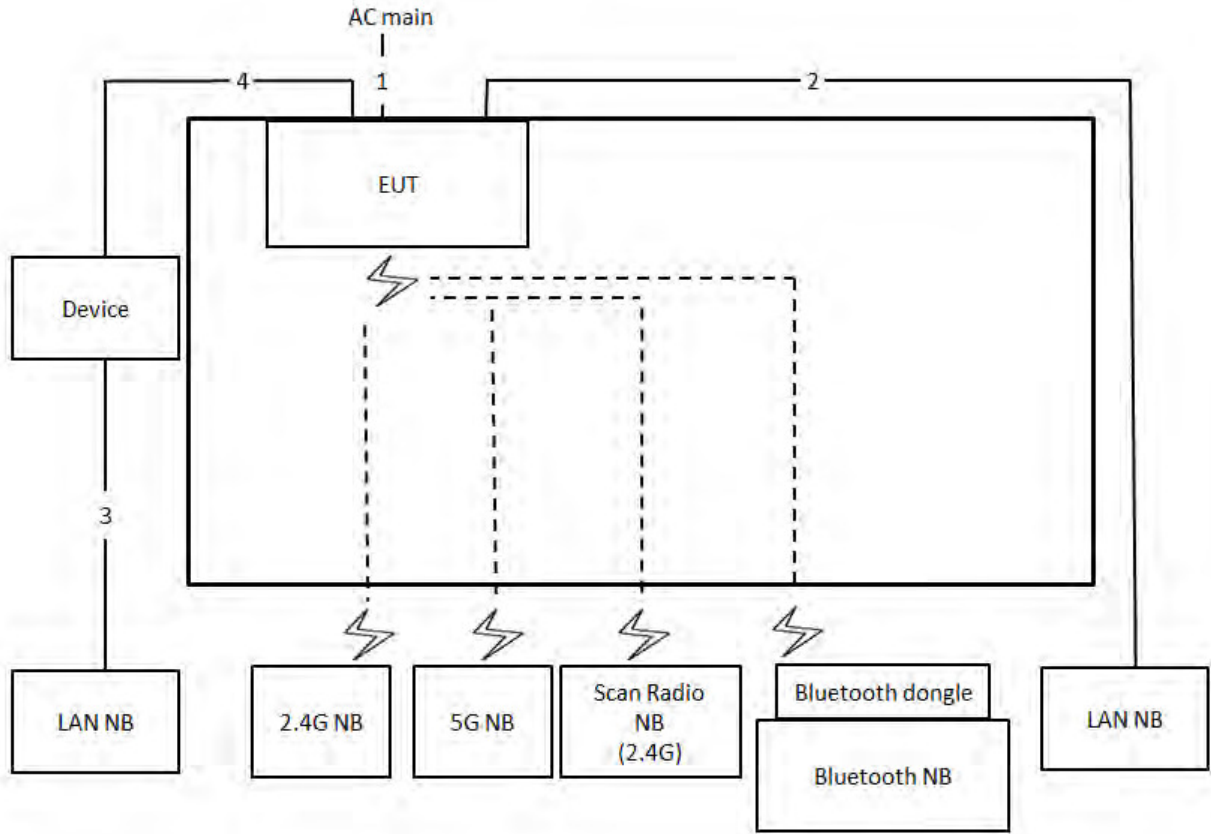 AC main
4
1
2
EUT
Device
3
LAN NB
2.4G NB
5G NB
Scan Radio
NB
(2.4G)
Bluetooth dongle
Bluetooth NB
LAN NB